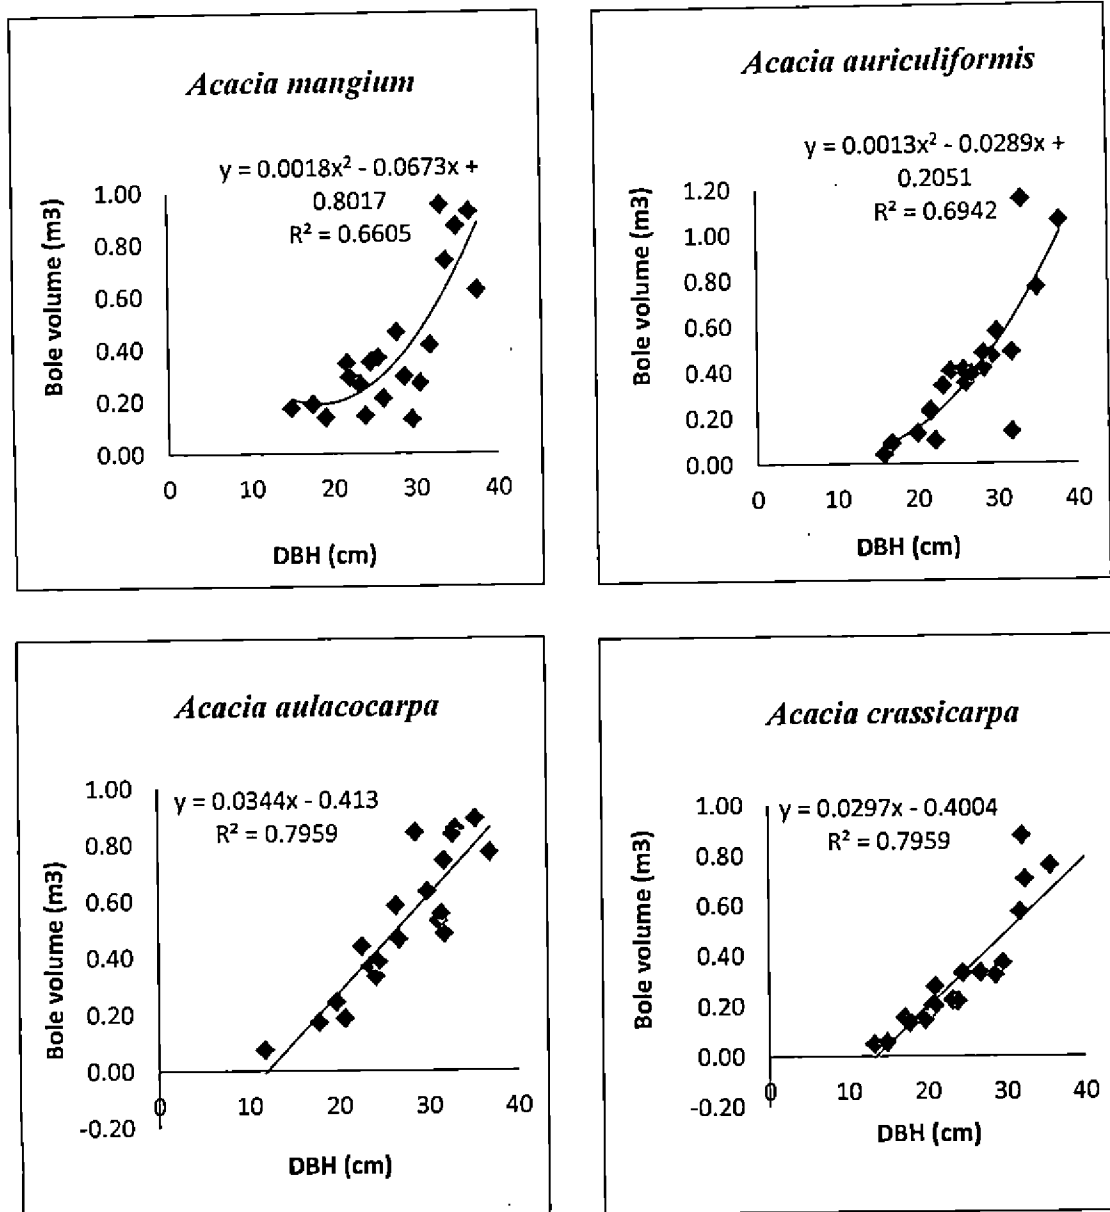 Acacia mangium
y = 0.0018x² - 0.0673x +
0.8017
R² = 0.6605
Bole volume (m3)
1.00
0.80
0.60
0.40
0.20
0.00
0 10 20 30 40
DBH (cm)
Acacia auriculiformis
y = 0.0013x² - 0.0289x +
0.2051
R² = 0.6942
Bole volume (m3)
1.20
1.00
0.80
0.60
0.40
0.20
0.00
0 10 20 30 40
DBH (cm)
Acacia aulacocarpa
y = 0.0344x - 0.413
R² = 0.7959
Bole volume (m3)
1.00
0.80
0.60
0.40
0.20
0.00
-0.20
0 10 20 30 40
DBH (cm)
Acacia crassicarpa
y = 0.0297x - 0.4004
R² = 0.7959
Bole volume (m3)
1.00
0.80
0.60
0.40
0.20
0.00
-0.20
0 10 20 30 40
DBH (cm)